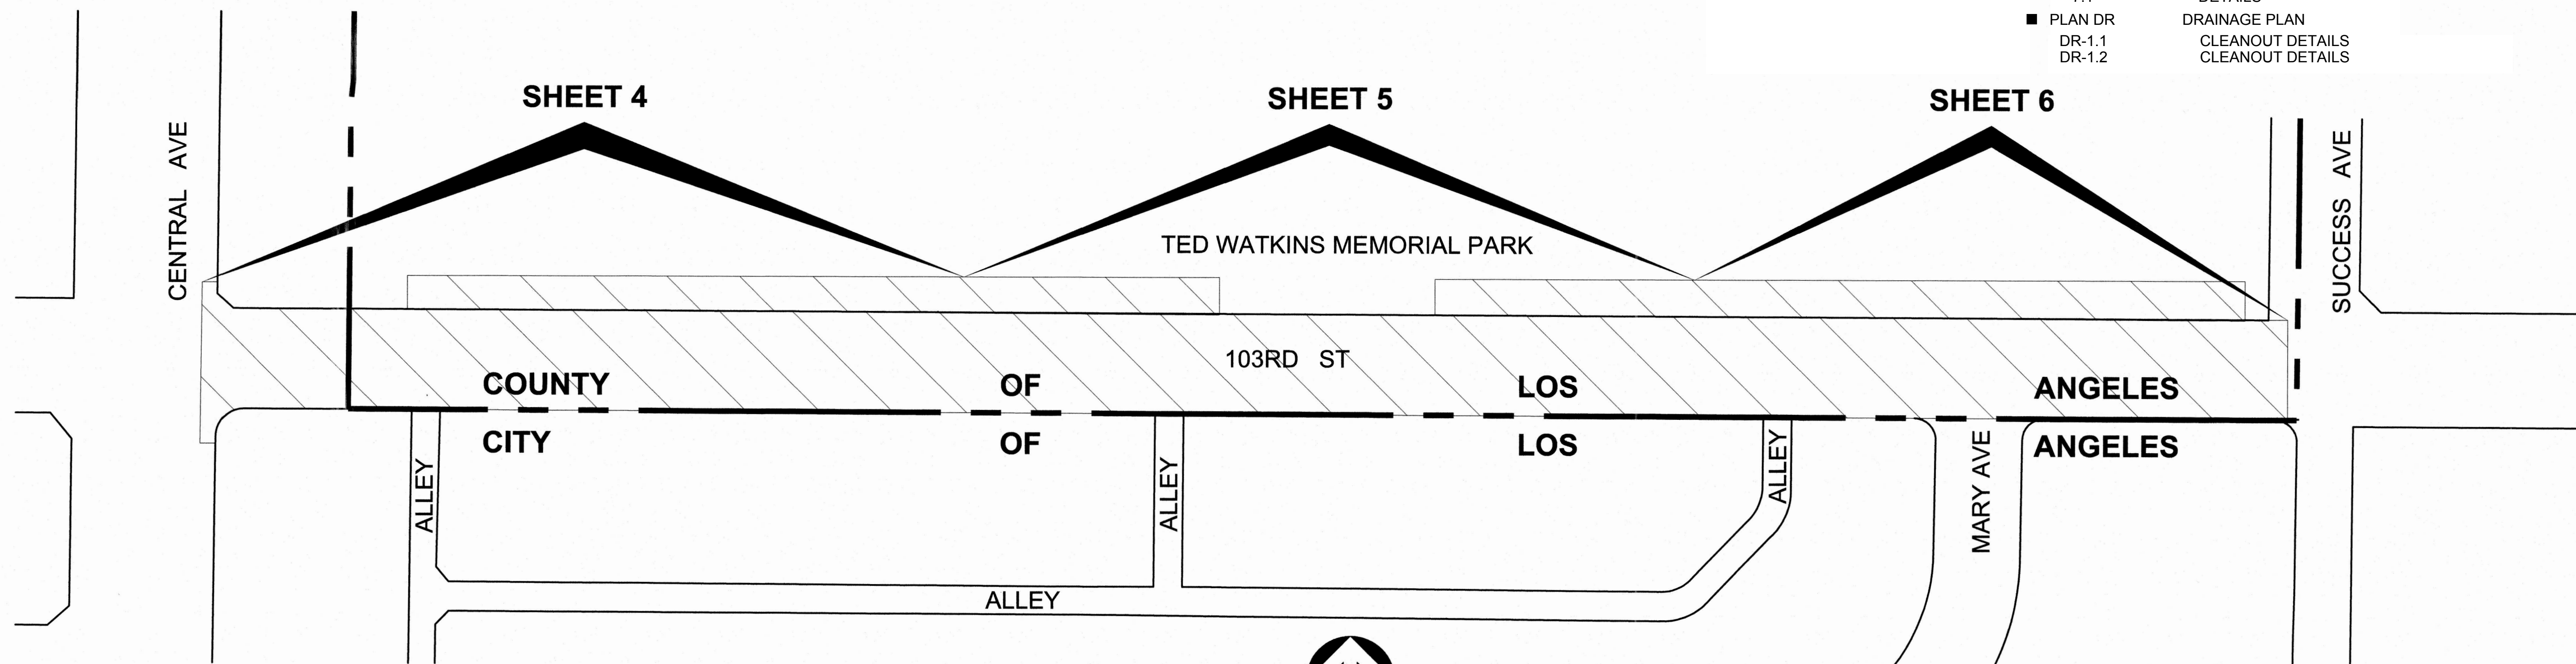 DETAILS
■ PLAN DR DRAINAGE PLAN
DR-1.1 CLEANOUT DETAILS
DR-1.2 CLEANOUT DETAILS
SHEET 4
SHEET 5
SHEET 6
CENTRAL AVE
SUCCESS AVE
TED WATKINS MEMORIAL PARK
103RD ST
COUNTY OF LOS ANGELES
CITY OF LOS ANGELES
ALLEY
ALLEY
ALLEY
MARY AVE
ALLEY